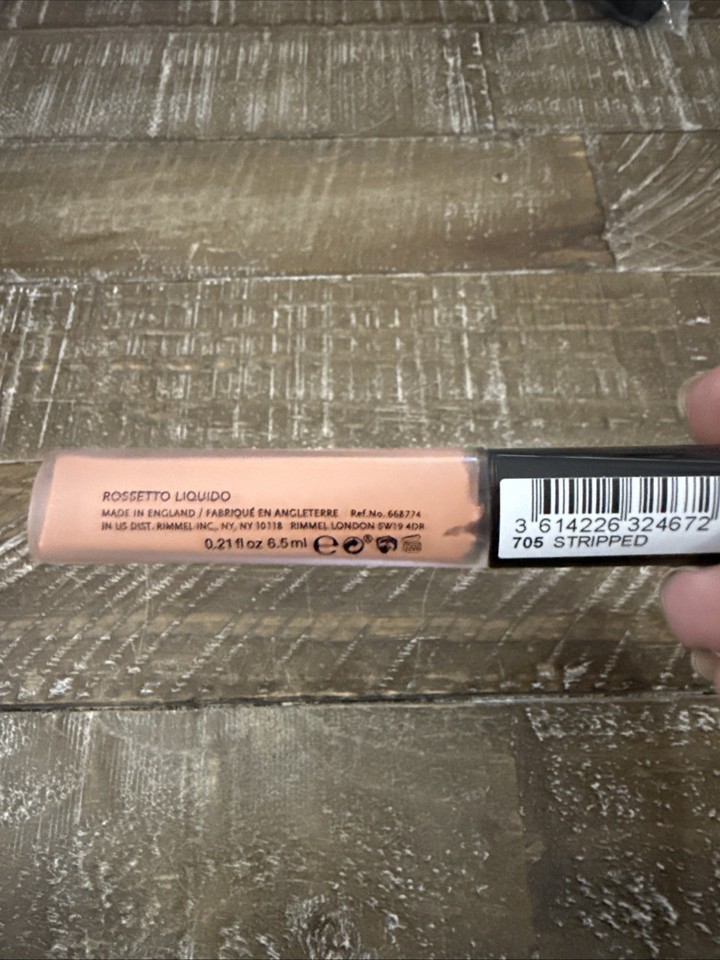 ROSSETTO LIQUIDO
MADE IN ENGLAND / FABRIQUÉ EN ANGLETERRE Ref.No. 668774
IN US DIST. RIMMEL INC., NY, NY 10118 RIMMEL LONDON SW19 4DR
0.21 fl oz 6.5 ml
3 614226 324672
705 STRIPPED